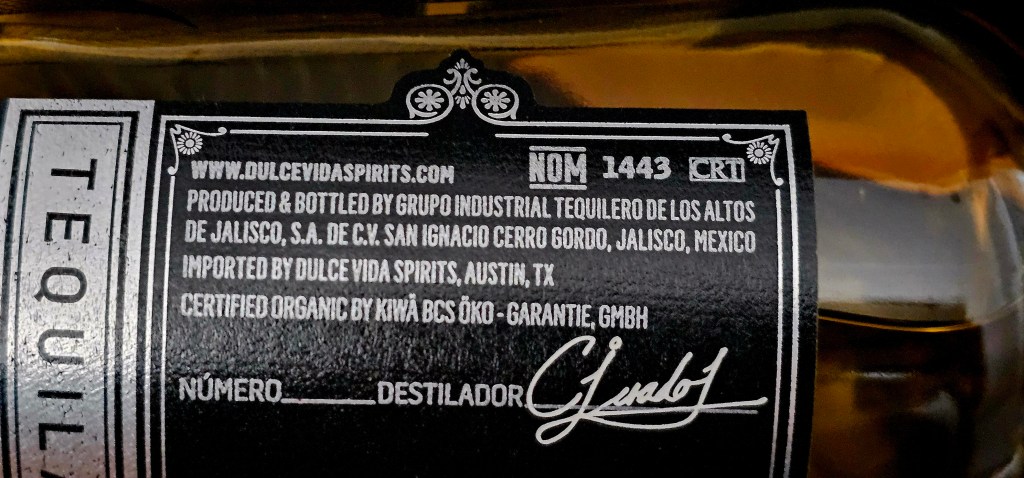 TEQUILA
WWW.DULCEVIDASPIRITS.COM NOM 1443 CRT
PRODUCED & BOTTLED BY GRUPO INDUSTRIAL TEQUILERO DE LOS ALTOS
DE JALISCO, S.A. DE C.V. SAN IGNACIO CERRO GORDO, JALISCO, MEXICO
IMPORTED BY DULCE VIDA SPIRITS, AUSTIN, TX
CERTIFIED ORGANIC BY KIWA BCS ÖKO - GARANTIE, GMBH
NÚMERO______DESTILADOR